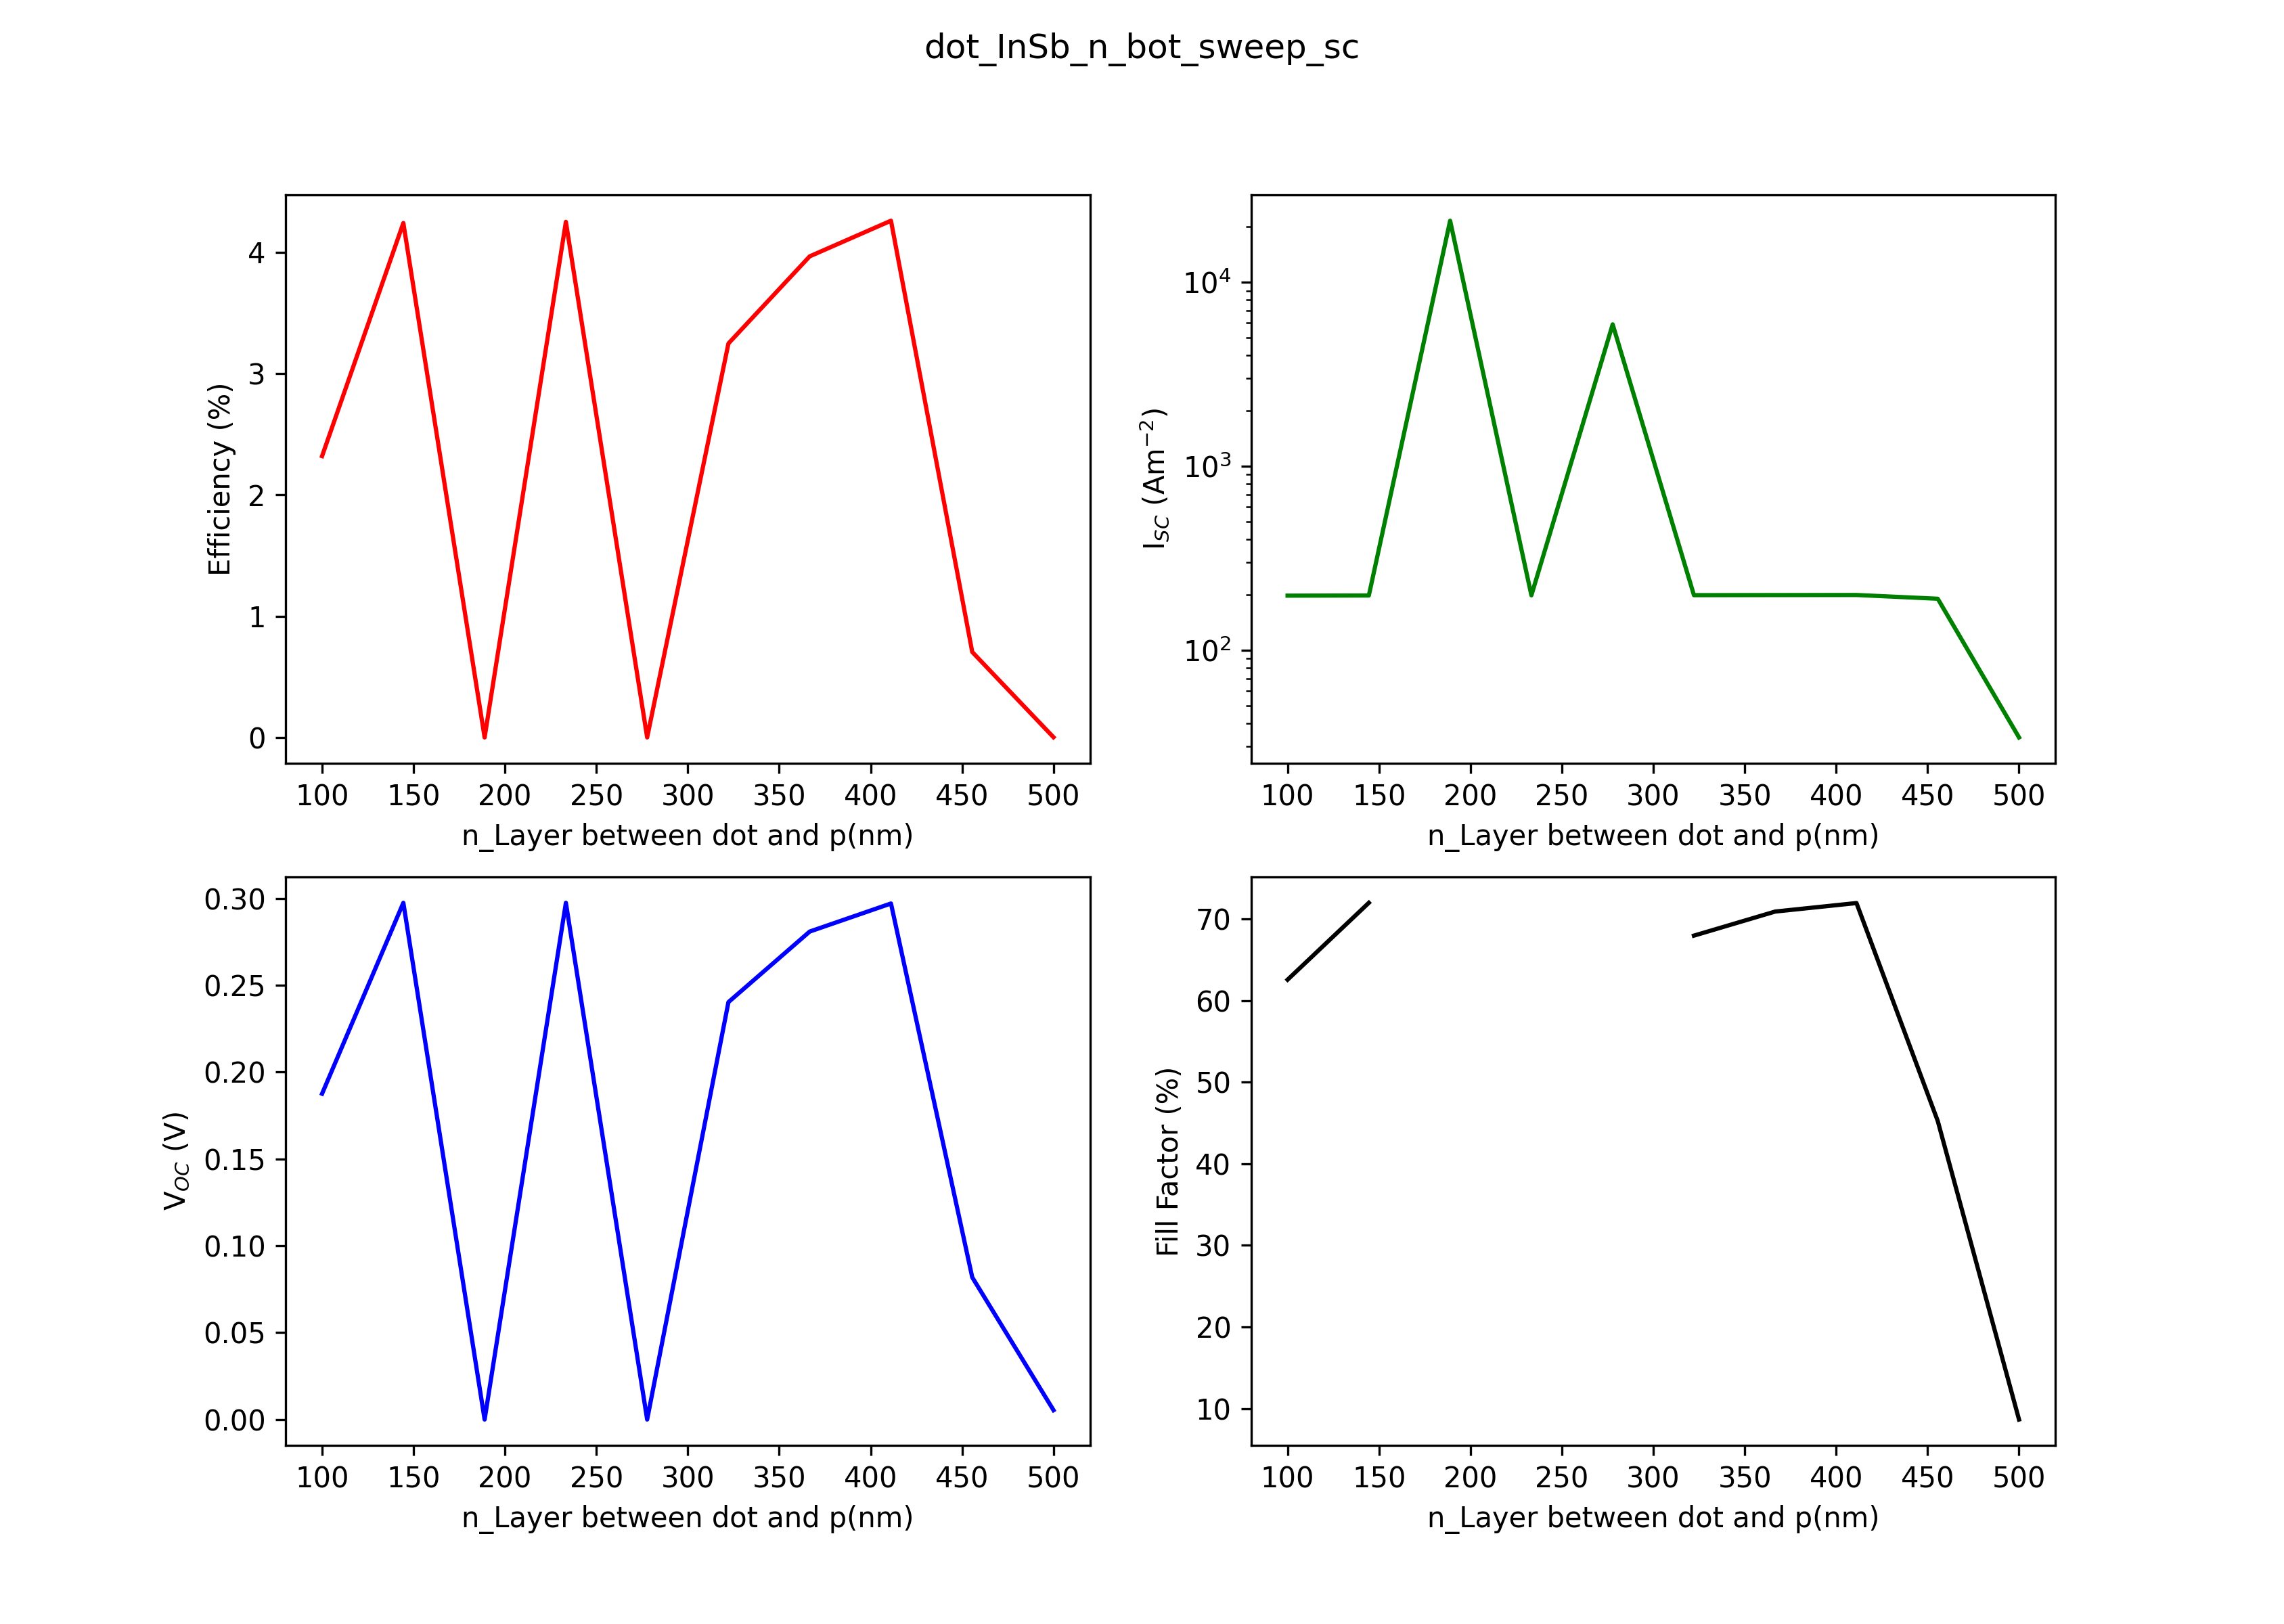 dot_InSb_n_bot_sweep_sc
Efficiency (%)
4
3
2
1
0
100 150 200 250 300 350 400 450 500
n_Layer between dot and p(nm)
I_SC (Am⁻²)
10⁴
10³
10²
100 150 200 250 300 350 400 450 500
n_Layer between dot and p(nm)
V_OC (V)
0.30
0.25
0.20
0.15
0.10
0.05
0.00
100 150 200 250 300 350 400 450 500
n_Layer between dot and p(nm)
Fill Factor (%)
70
60
50
40
30
20
10
100 150 200 250 300 350 400 450 500
n_Layer between dot and p(nm)